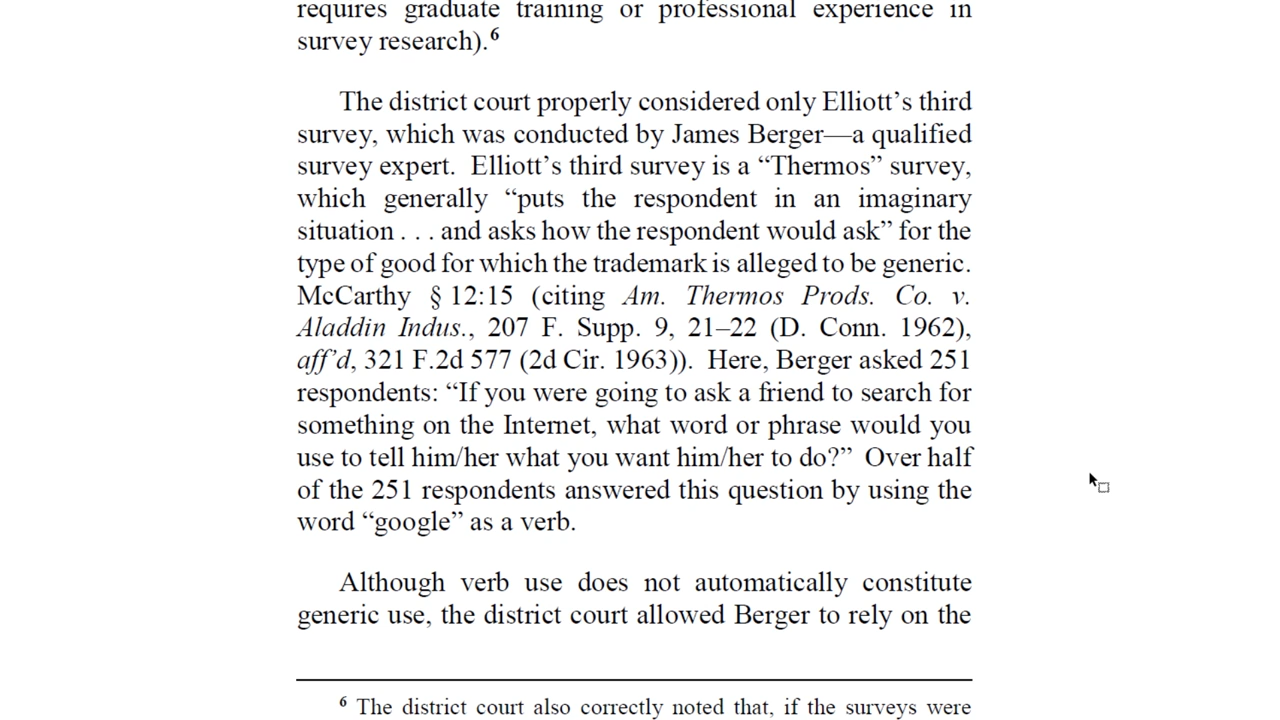 requires graduate training or professional experience in
survey research).⁶
The district court properly considered only Elliott’s third
survey, which was conducted by James Berger—a qualified
survey expert.  Elliott’s third survey is a “Thermos” survey,
which generally “puts the respondent in an imaginary
situation . . . and asks how the respondent would ask” for the
type of good for which the trademark is alleged to be generic.
McCarthy § 12:15 (citing Am. Thermos Prods. Co. v.
Aladdin Indus., 207 F. Supp. 9, 21–22 (D. Conn. 1962),
aff’d, 321 F.2d 577 (2d Cir. 1963)).  Here, Berger asked 251
respondents: “If you were going to ask a friend to search for
something on the Internet, what word or phrase would you
use to tell him/her what you want him/her to do?”  Over half
of the 251 respondents answered this question by using the
word “google” as a verb.
Although verb use does not automatically constitute
generic use, the district court allowed Berger to rely on the
⁶ The district court also correctly noted that, if the surveys were